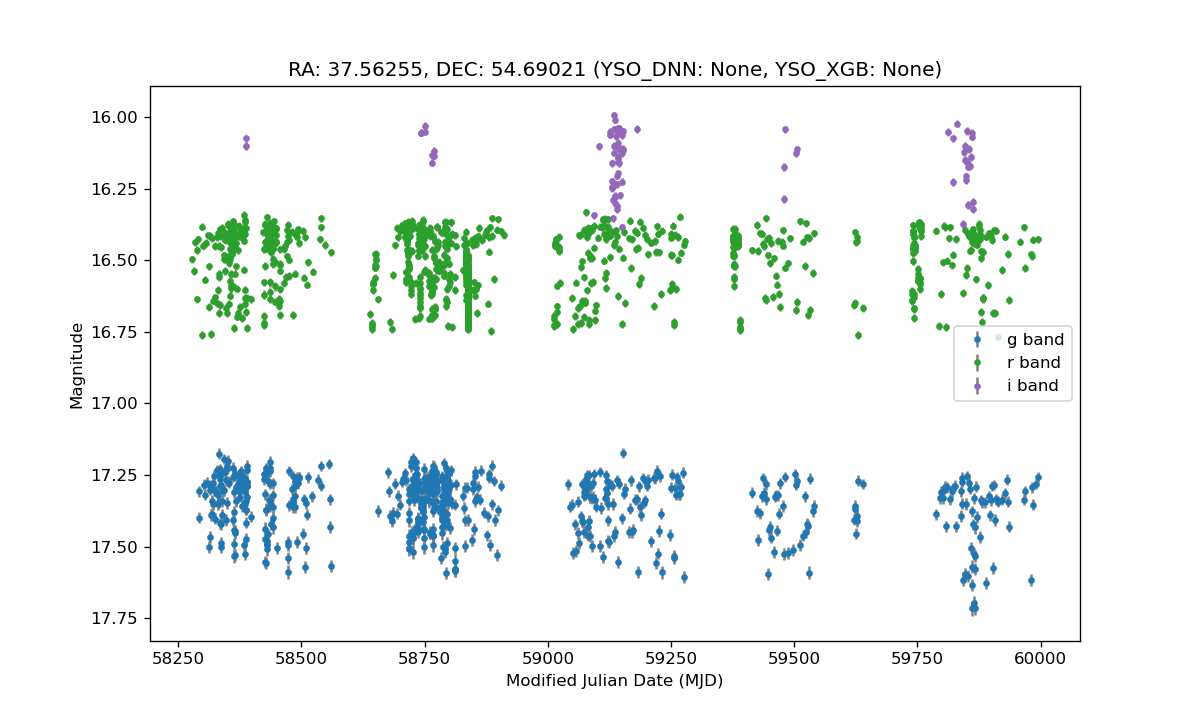 RA: 37.56255, DEC: 54.69021 (YSO_DNN: None, YSO_XGB: None)
16.00
16.25
16.50
16.75
17.00
17.25
17.50
17.75
Magnitude
g band
r band
i band
58250 58500 58750 59000 59250 59500 59750 60000
Modified Julian Date (MJD)